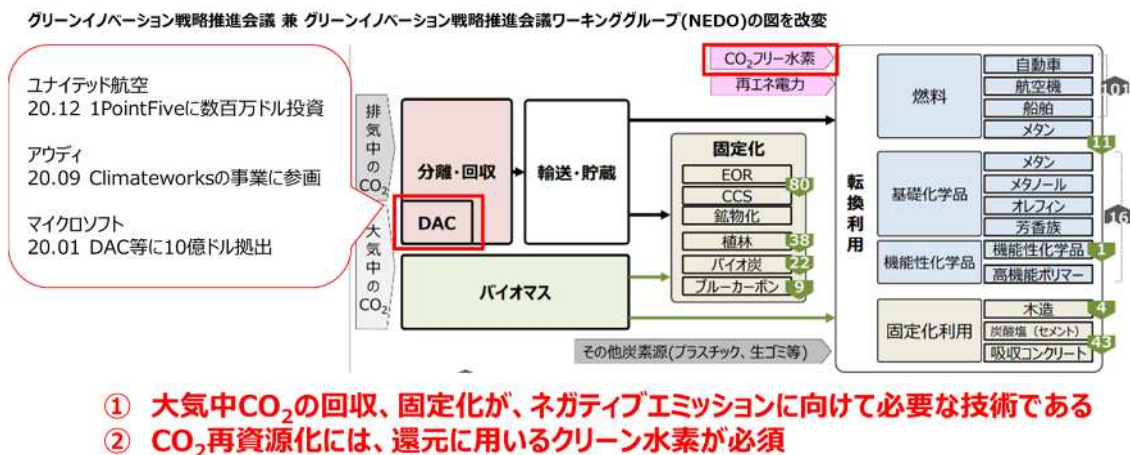 グリーンイノベーション戦略推進会議 兼 グリーンイノベーション戦略推進会議ワーキンググループ(NEDO)の図を改変
ユナイテッド航空
20.12 1PointFiveに数百万ドル投資
アウディ
20.09 Climateworksの事業に参画
マイクロソフト
20.01 DAC等に10億ドル拠出
排気中のCO2
大気中のCO2
分離・回収
DAC
輸送・貯蔵
バイオマス
固定化
EOR
CCS
80
鉱物化
植林
38
バイオ炭
22
ブルーカーボン
9
その他炭素源(プラスチック、生ゴミ等)
CO2フリー水素
再エネ電力
転換利用
燃料
自動車
航空機
船舶
メタン
101
11
基礎化学品
メタン
メタノール
オレフィン
芳香族
16
機能性化学品
機能性化学品
1
高機能ポリマー
固定化利用
木造
4
炭酸塩（セメント）
43
吸収コンクリート
① 大気中CO2の回収、固定化が、ネガティブエミッションに向けて必要な技術である
② CO2再資源化には、還元に用いるクリーン水素が必須